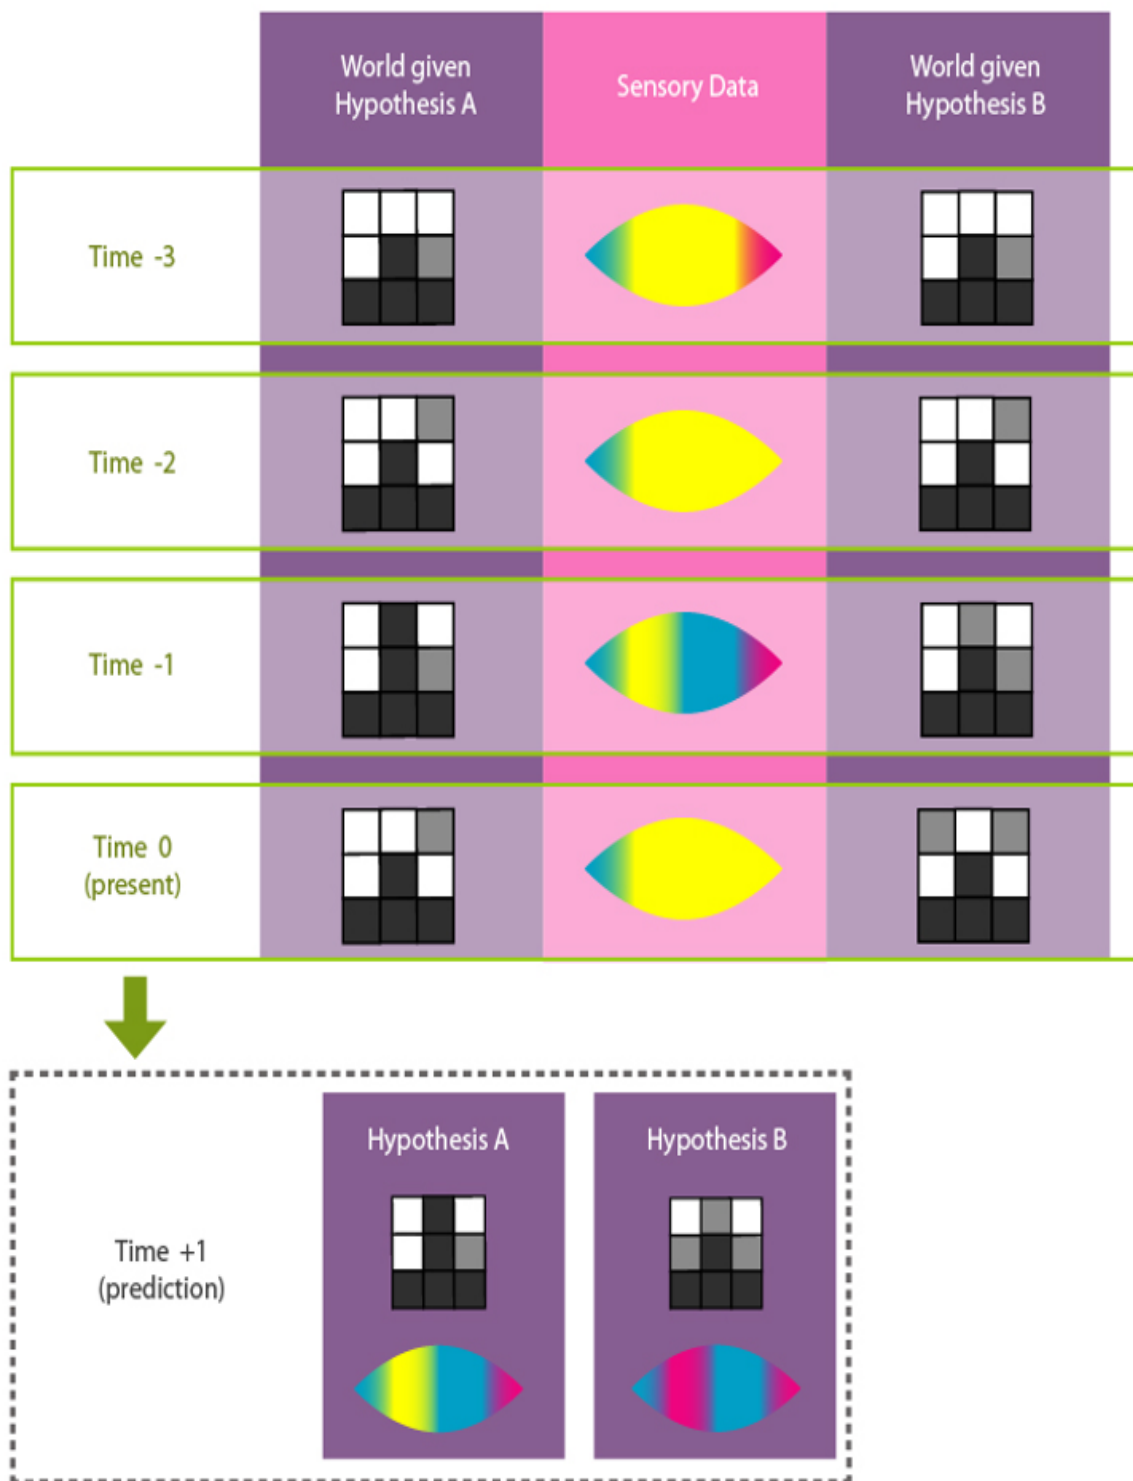 World given
Hypothesis A
Sensory Data
World given
Hypothesis B
Time -3
Time -2
Time -1
Time 0
(present)
Hypothesis A
Hypothesis B
Time +1
(prediction)